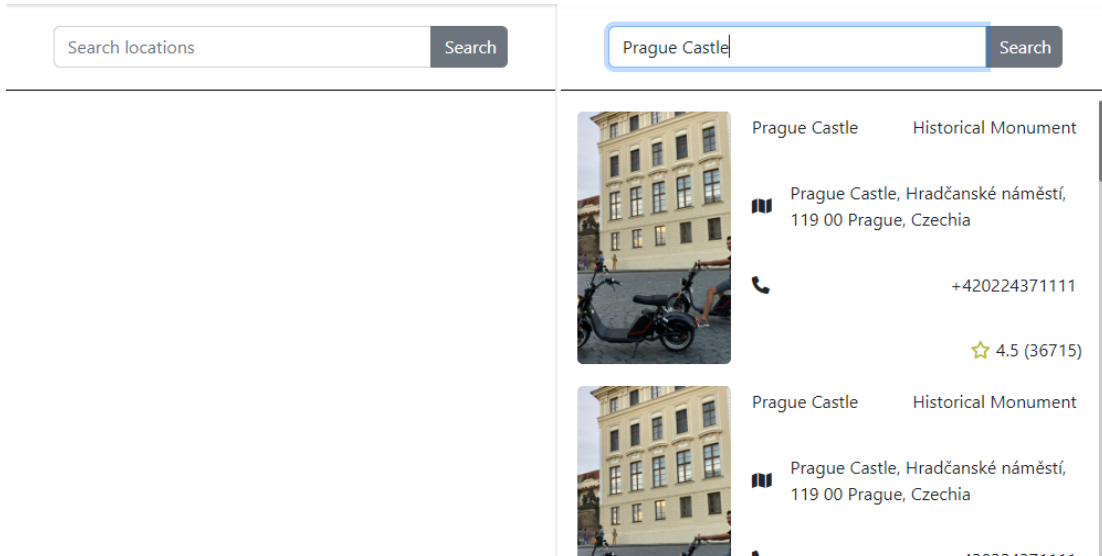 Search locations
Search
Prague Castle
Search
Prague Castle
Historical Monument
Prague Castle, Hradčanské náměstí,
119 00 Prague, Czechia
+420224371111
4.5 (36715)
Prague Castle
Historical Monument
Prague Castle, Hradčanské náměstí,
119 00 Prague, Czechia